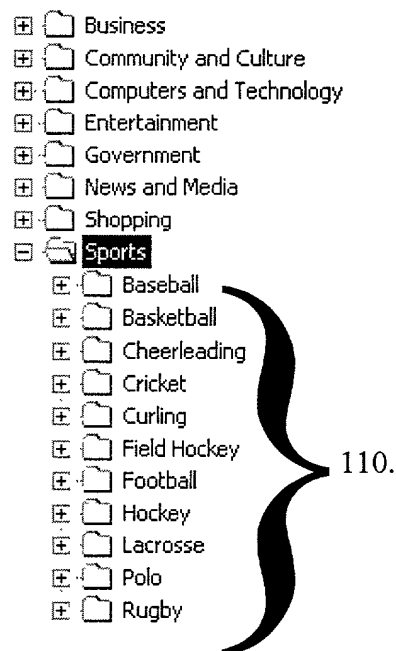 Business
Community and Culture
Computers and Technology
Entertainment
Government
News and Media
Shopping
Sports
Baseball
Basketball
Cheerleading
Cricket
Curling
Field Hockey
Football
110.
Hockey
Lacrosse
Polo
Rugby